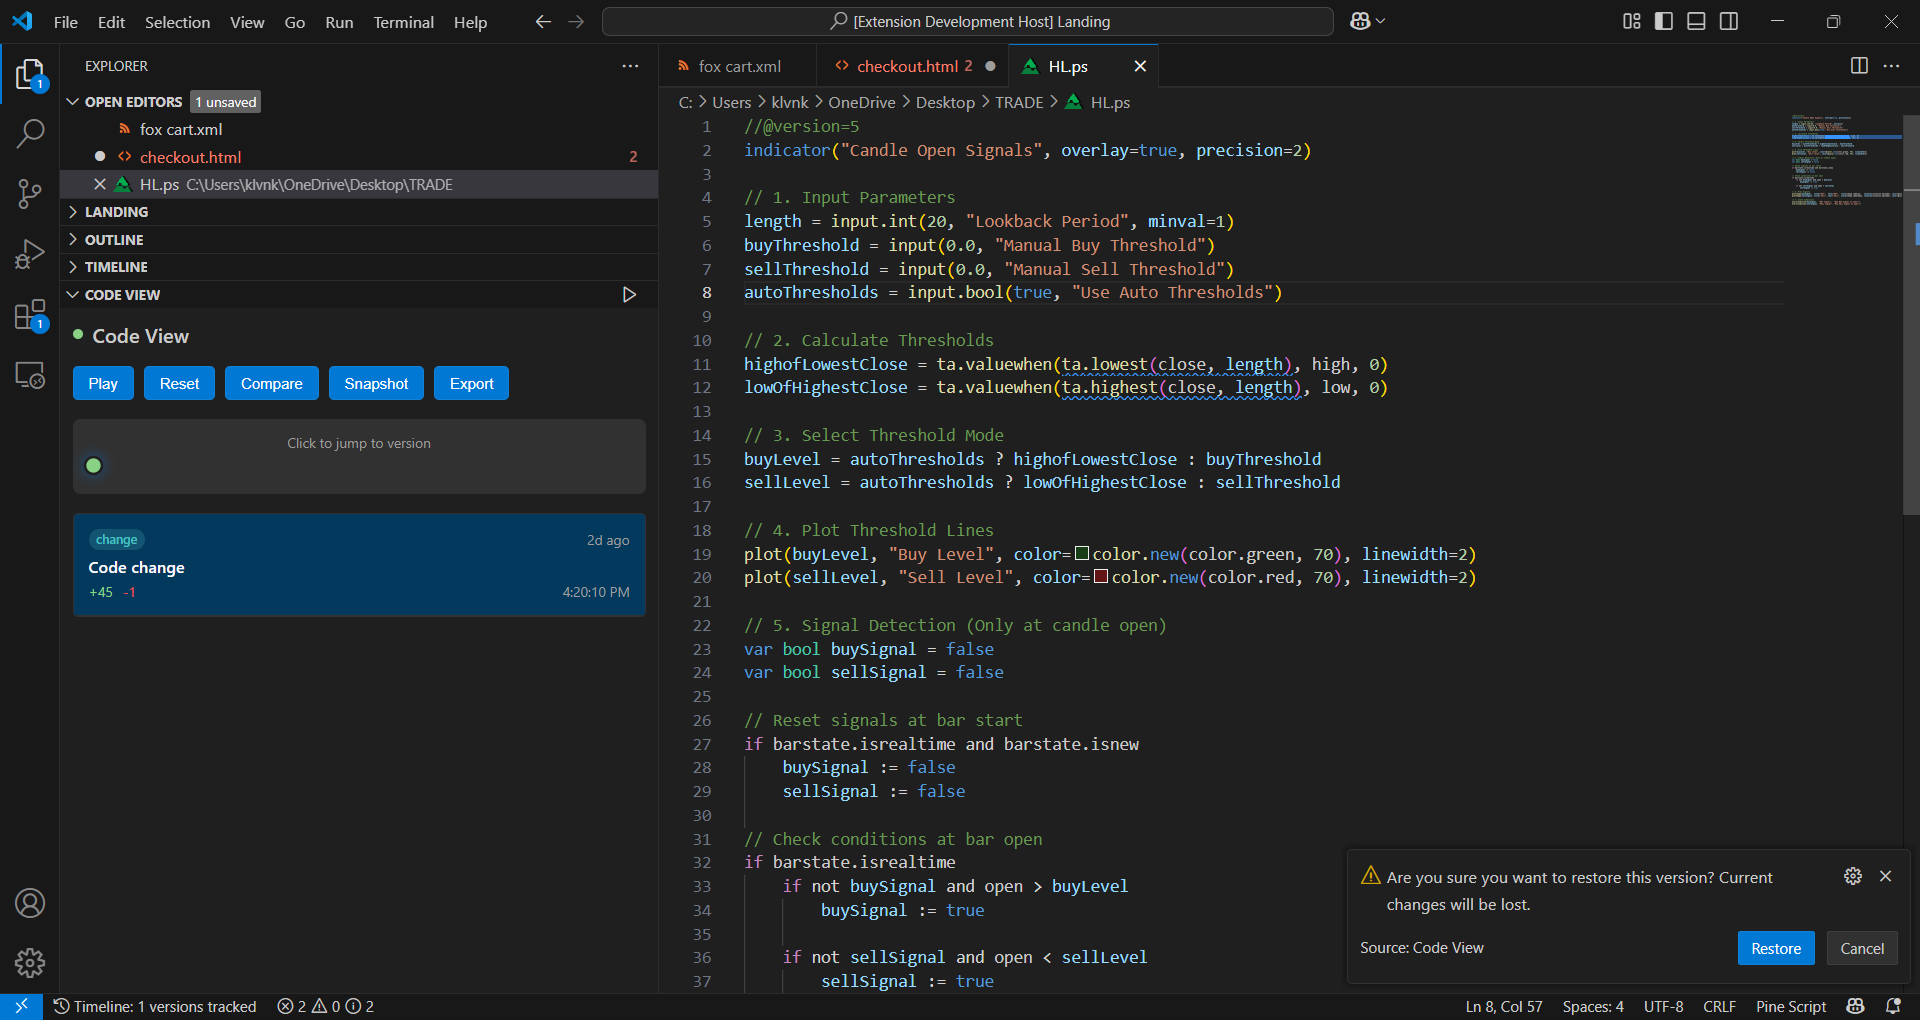 File Edit Selection View Go Run Terminal Help
[Extension Development Host] Landing
EXPLORER
OPEN EDITORS 1 unsaved
fox cart.xml
checkout.html 2
HL.ps C:\Users\klvnk\OneDrive\Desktop\TRADE
LANDING
OUTLINE
TIMELINE
CODE VIEW
Code View
Play Reset Compare Snapshot Export
Click to jump to version
change 2d ago
Code change
+45 -1 4:20:10 PM
1
1
fox cart.xml checkout.html 2 HL.ps
C: > Users > klvnk > OneDrive > Desktop > TRADE > HL.ps
1 //@version=5
2 indicator("Candle Open Signals", overlay=true, precision=2)
3
4 // 1. Input Parameters
5 length = input.int(20, "Lookback Period", minval=1)
6 buyThreshold = input(0.0, "Manual Buy Threshold")
7 sellThreshold = input(0.0, "Manual Sell Threshold")
8 autoThresholds = input.bool(true, "Use Auto Thresholds")
9
10 // 2. Calculate Thresholds
11 highofLowestClose = ta.valuewhen(ta.lowest(close, length), high, 0)
12 lowOfHighestClose = ta.valuewhen(ta.highest(close, length), low, 0)
13
14 // 3. Select Threshold Mode
15 buyLevel = autoThresholds ? highofLowestClose : buyThreshold
16 sellLevel = autoThresholds ? lowOfHighestClose : sellThreshold
17
18 // 4. Plot Threshold Lines
19 plot(buyLevel, "Buy Level", color=color.new(color.green, 70), linewidth=2)
20 plot(sellLevel, "Sell Level", color=color.new(color.red, 70), linewidth=2)
21
22 // 5. Signal Detection (Only at candle open)
23 var bool buySignal = false
24 var bool sellSignal = false
25
26 // Reset signals at bar start
27 if barstate.isrealtime and barstate.isnew
28 buySignal := false
29 sellSignal := false
30
31 // Check conditions at bar open
32 if barstate.isrealtime
33 if not buySignal and open > buyLevel
34 buySignal := true
35
36 if not sellSignal and open < sellLevel
37 sellSignal := true
Are you sure you want to restore this version? Current
changes will be lost.
Source: Code View
Restore Cancel
Timeline: 1 versions tracked 2 0 2
Ln 8, Col 57 Spaces: 4 UTF-8 CRLF Pine Script